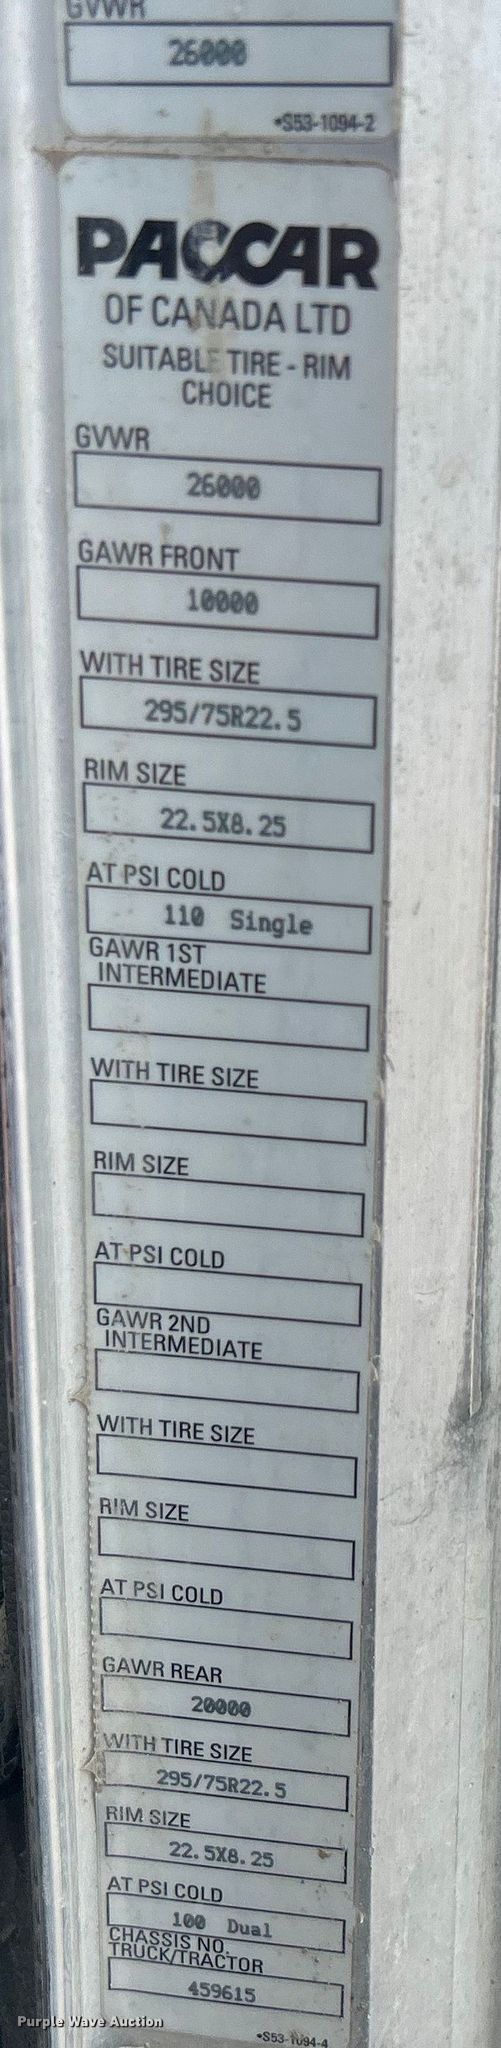 GVWR
26000
•S53-1094-2
PACCAR
OF CANADA LTD
SUITABLE TIRE - RIM
CHOICE
GVWR
26000
GAWR FRONT
10000
WITH TIRE SIZE
295/75R22.5
RIM SIZE
22.5X8.25
AT PSI COLD
110 Single
GAWR 1ST
INTERMEDIATE
WITH TIRE SIZE
RIM SIZE
AT PSI COLD
GAWR 2ND
INTERMEDIATE
WITH TIRE SIZE
RIM SIZE
AT PSI COLD
GAWR REAR
20000
WITH TIRE SIZE
295/75R22.5
RIM SIZE
22.5X8.25
AT PSI COLD
100 Dual
CHASSIS NO.
TRUCK/TRACTOR
459615
•S53-1094-4
Purple Wave Auction